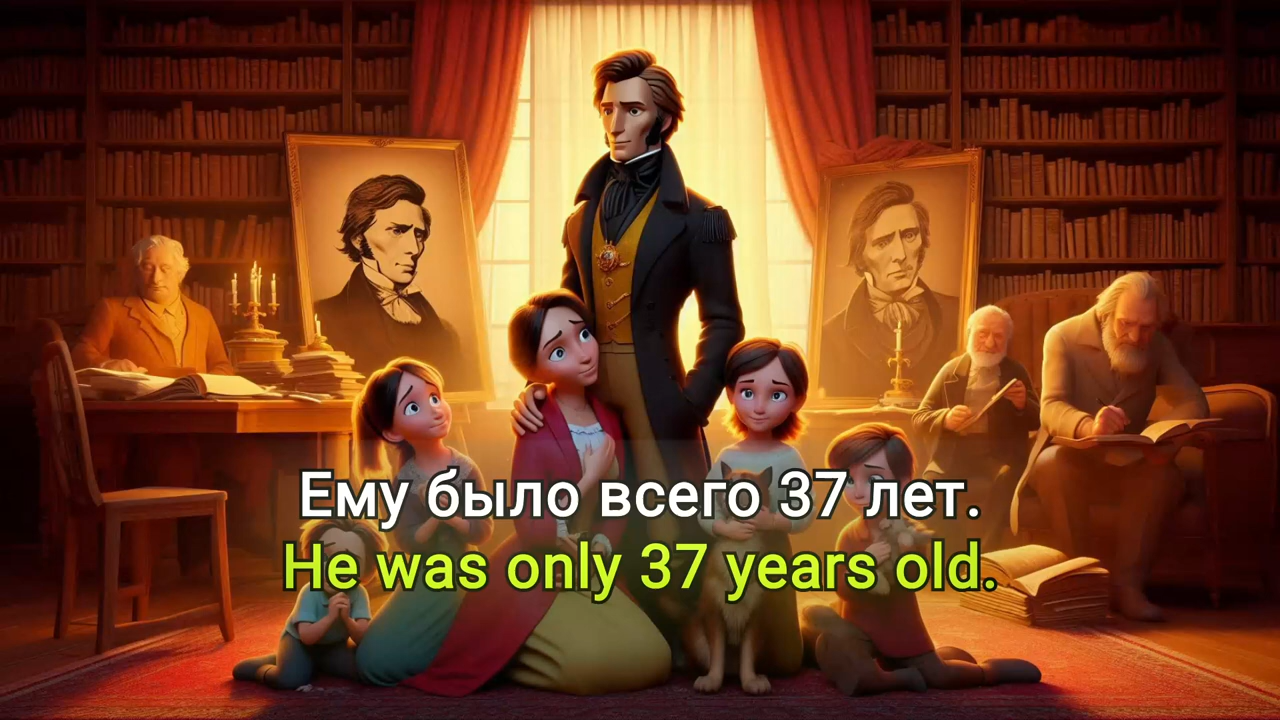 Ему было всего 37 лет.
He was only 37 years old.